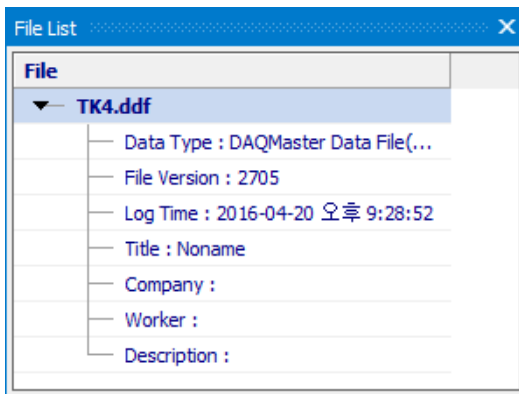 File List
File
TK4.ddf
Data Type : DAQMaster Data File(...
File Version : 2705
Log Time : 2016-04-20 오후 9:28:52
Title : Noname
Company :
Worker :
Description :